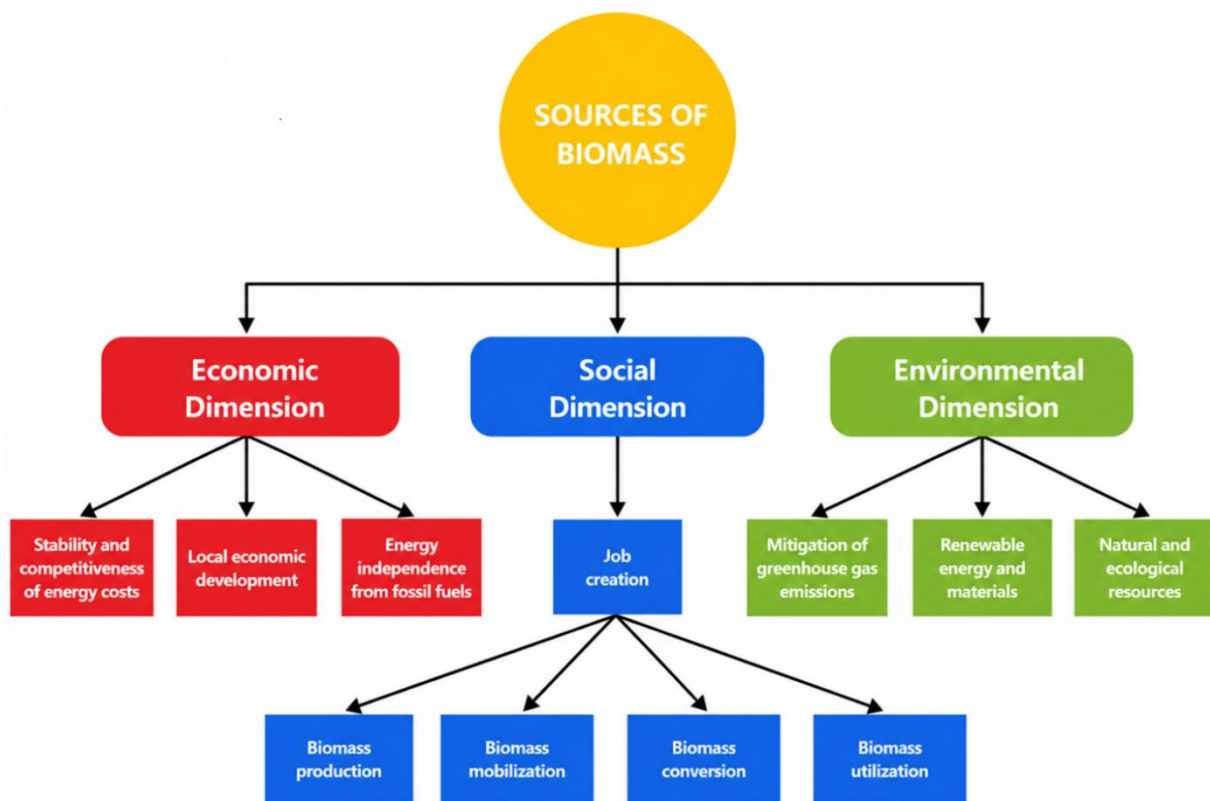 SOURCES OF
BIOMASS
Economic
Dimension
Social
Dimension
Environmental
Dimension
Stability and
competitiveness
of energy costs
Local economic
development
Energy
independence
from fossil fuels
Job
creation
Mitigation of
greenhouse gas
emissions
Renewable
energy and
materials
Natural and
ecological
resources
Biomass
production
Biomass
mobilization
Biomass
conversion
Biomass
utilization